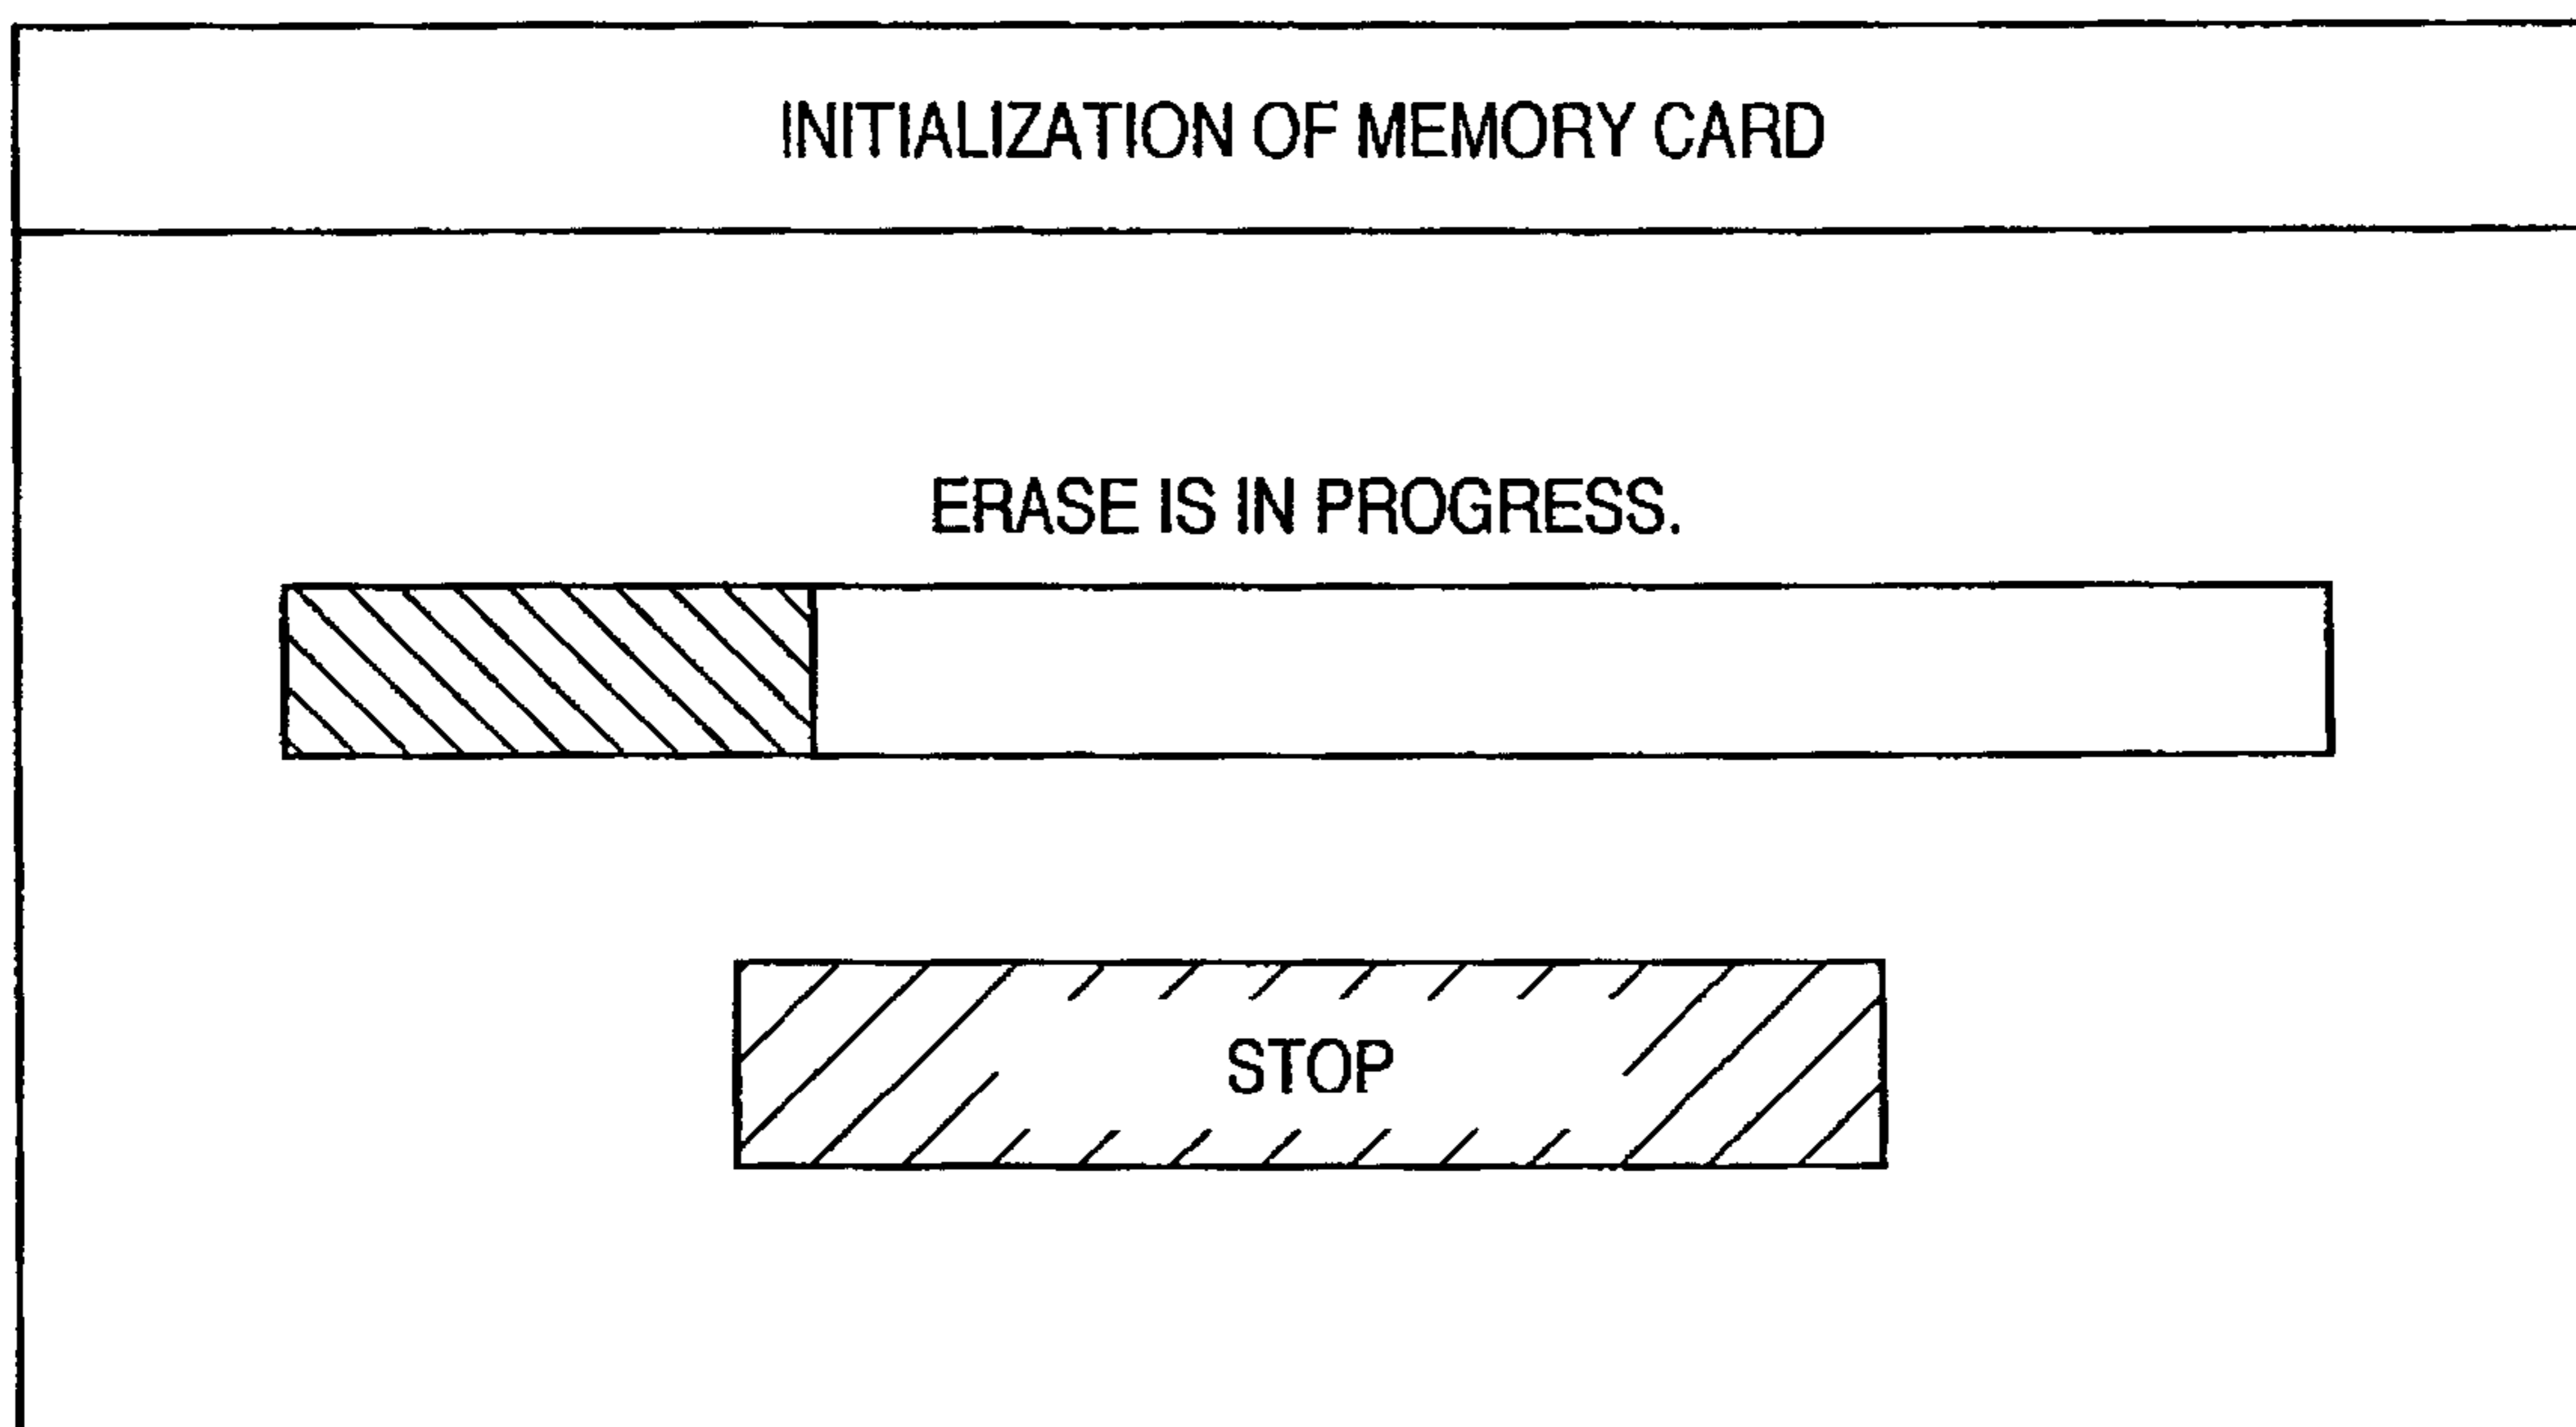 INITIALIZATION OF MEMORY CARD
ERASE IS IN PROGRESS.
STOP